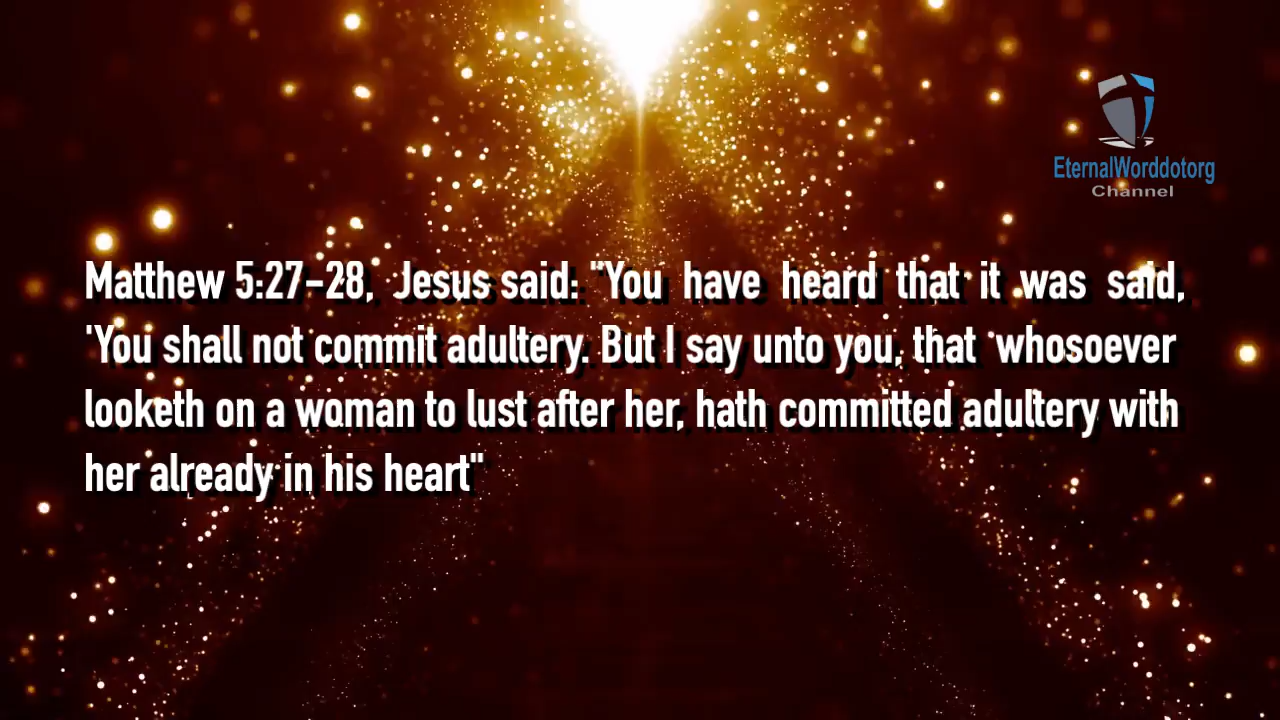 EternalWorddotorg
Channel
Matthew 5:27-28, Jesus said: "You have heard that it was said,
'You shall not commit adultery. But I say unto you, that 'whosoever
looketh on a woman to lust after her, hath committed adultery with
her already in his heart"